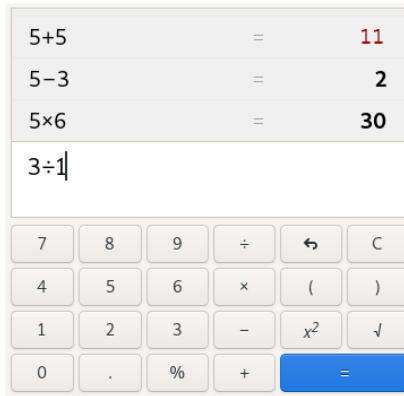 5+5 = 11
5−3 = 2
5×6 = 30
3÷1
7 8 9 ÷ ↶ C
4 5 6 × ( )
1 2 3 − x² √
0 . % + =